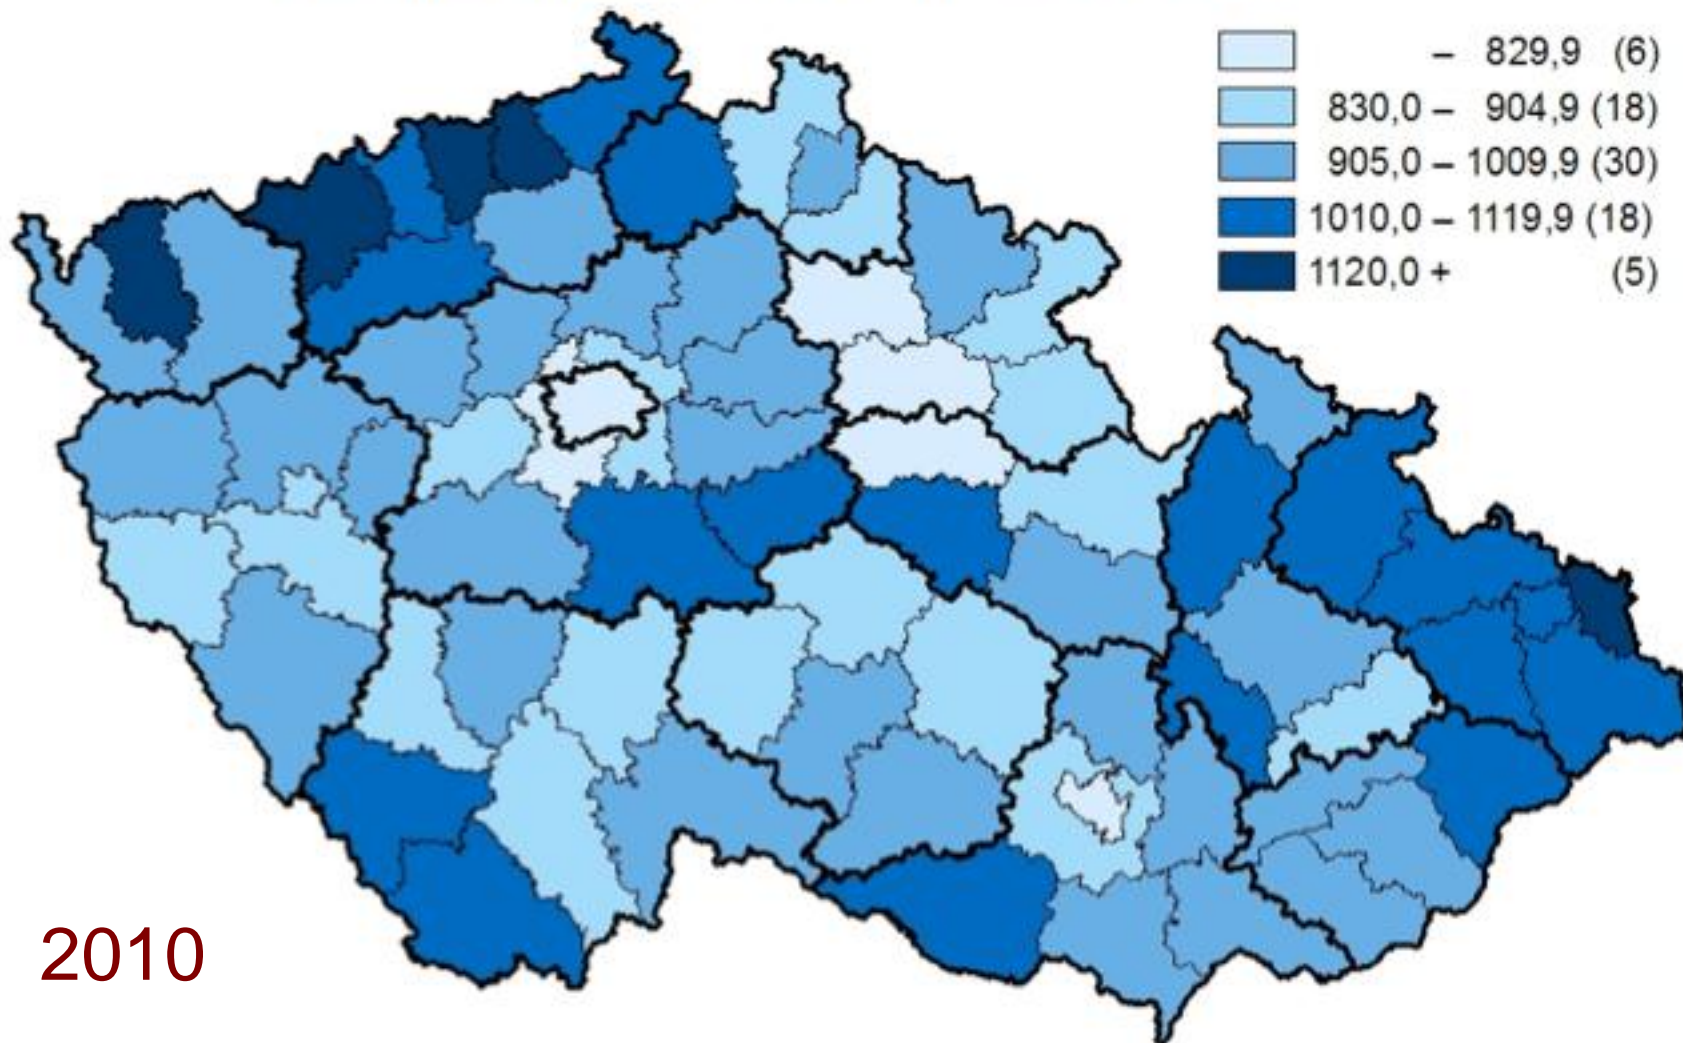 – 829,9 (6)
830,0 – 904,9 (18)
905,0 – 1009,9 (30)
1010,0 – 1119,9 (18)
1120,0 + (5)
2010